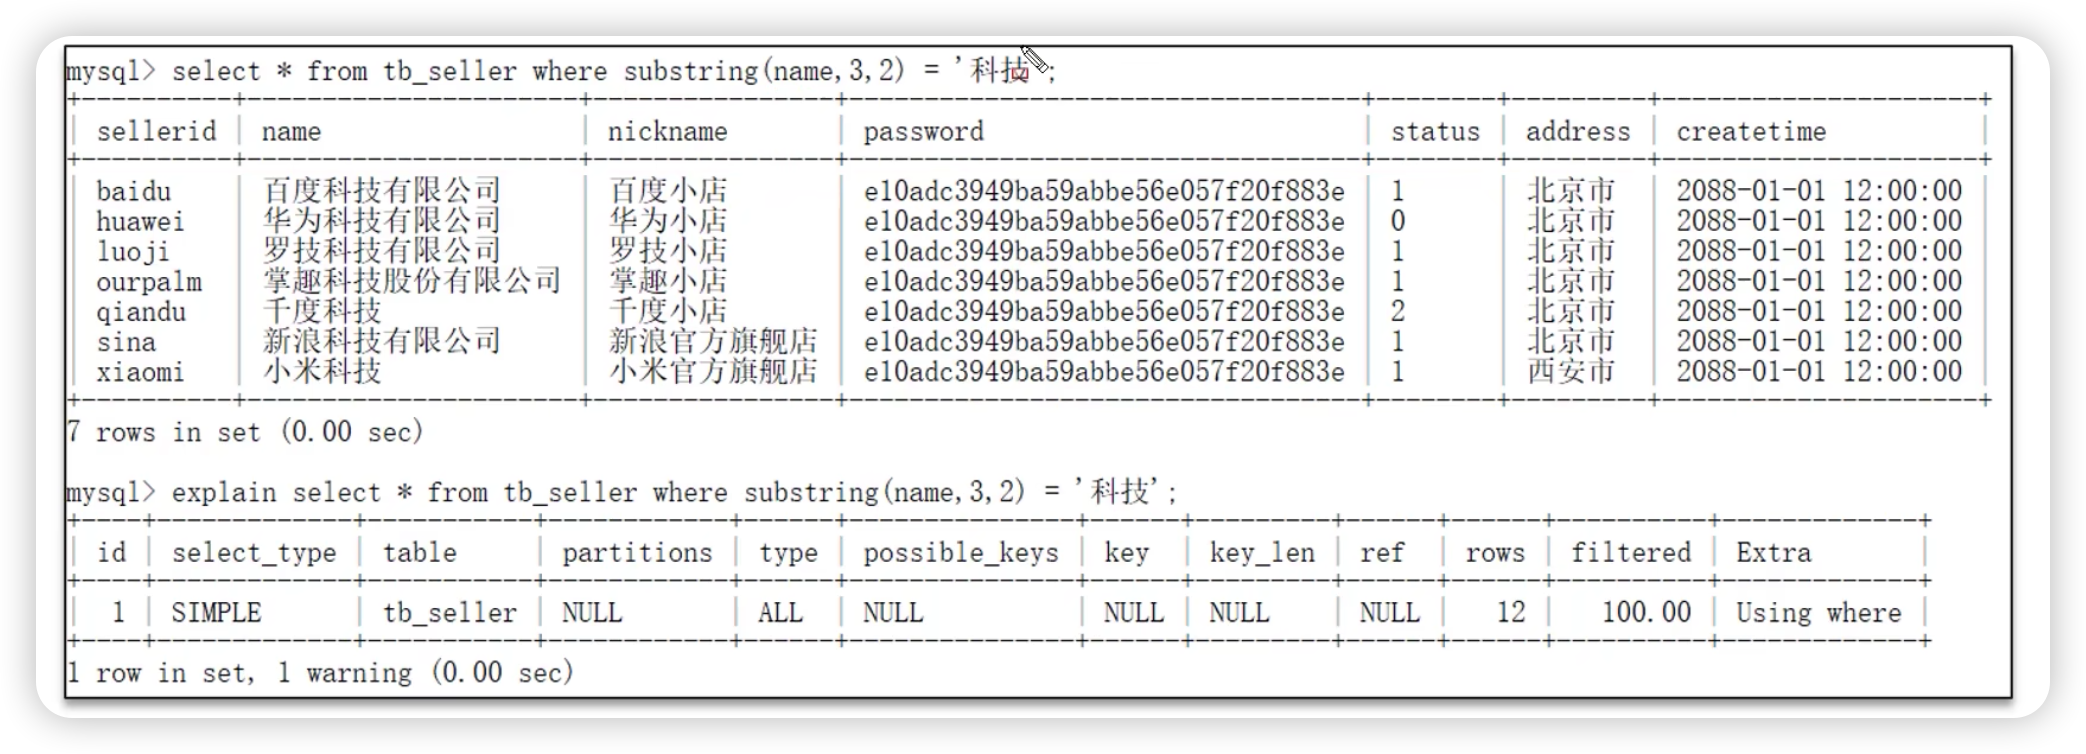 mysql> select * from tb_seller where substring(name,3,2) = '科技';
sellerid | name | nickname | password | status | address | createtime
baidu | 百度科技有限公司 | 百度小店 | e10adc3949ba59abbe56e057f20f883e | 1 | 北京市 | 2088-01-01 12:00:00
huawei | 华为科技有限公司 | 华为小店 | e10adc3949ba59abbe56e057f20f883e | 0 | 北京市 | 2088-01-01 12:00:00
luoji | 罗技科技有限公司 | 罗技小店 | e10adc3949ba59abbe56e057f20f883e | 1 | 北京市 | 2088-01-01 12:00:00
ourpalm | 掌趣科技股份有限公司 | 掌趣小店 | e10adc3949ba59abbe56e057f20f883e | 1 | 北京市 | 2088-01-01 12:00:00
qiandu | 千度科技 | 千度小店 | e10adc3949ba59abbe56e057f20f883e | 2 | 北京市 | 2088-01-01 12:00:00
sina | 新浪科技有限公司 | 新浪官方旗舰店 | e10adc3949ba59abbe56e057f20f883e | 1 | 北京市 | 2088-01-01 12:00:00
xiaomi | 小米科技 | 小米官方旗舰店 | e10adc3949ba59abbe56e057f20f883e | 1 | 西安市 | 2088-01-01 12:00:00
7 rows in set (0.00 sec)
mysql> explain select * from tb_seller where substring(name,3,2) = '科技';
id | select_type | table | partitions | type | possible_keys | key | key_len | ref | rows | filtered | Extra
1 | SIMPLE | tb_seller | NULL | ALL | NULL | NULL | NULL | NULL | 12 | 100.00 | Using where
1 row in set, 1 warning (0.00 sec)